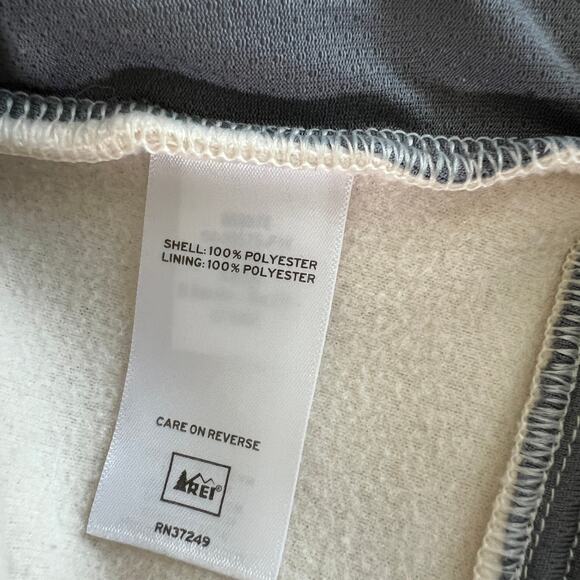 SHELL: 100% POLYESTER
LINING: 100% POLYESTER
CARE ON REVERSE
REI
RN37249